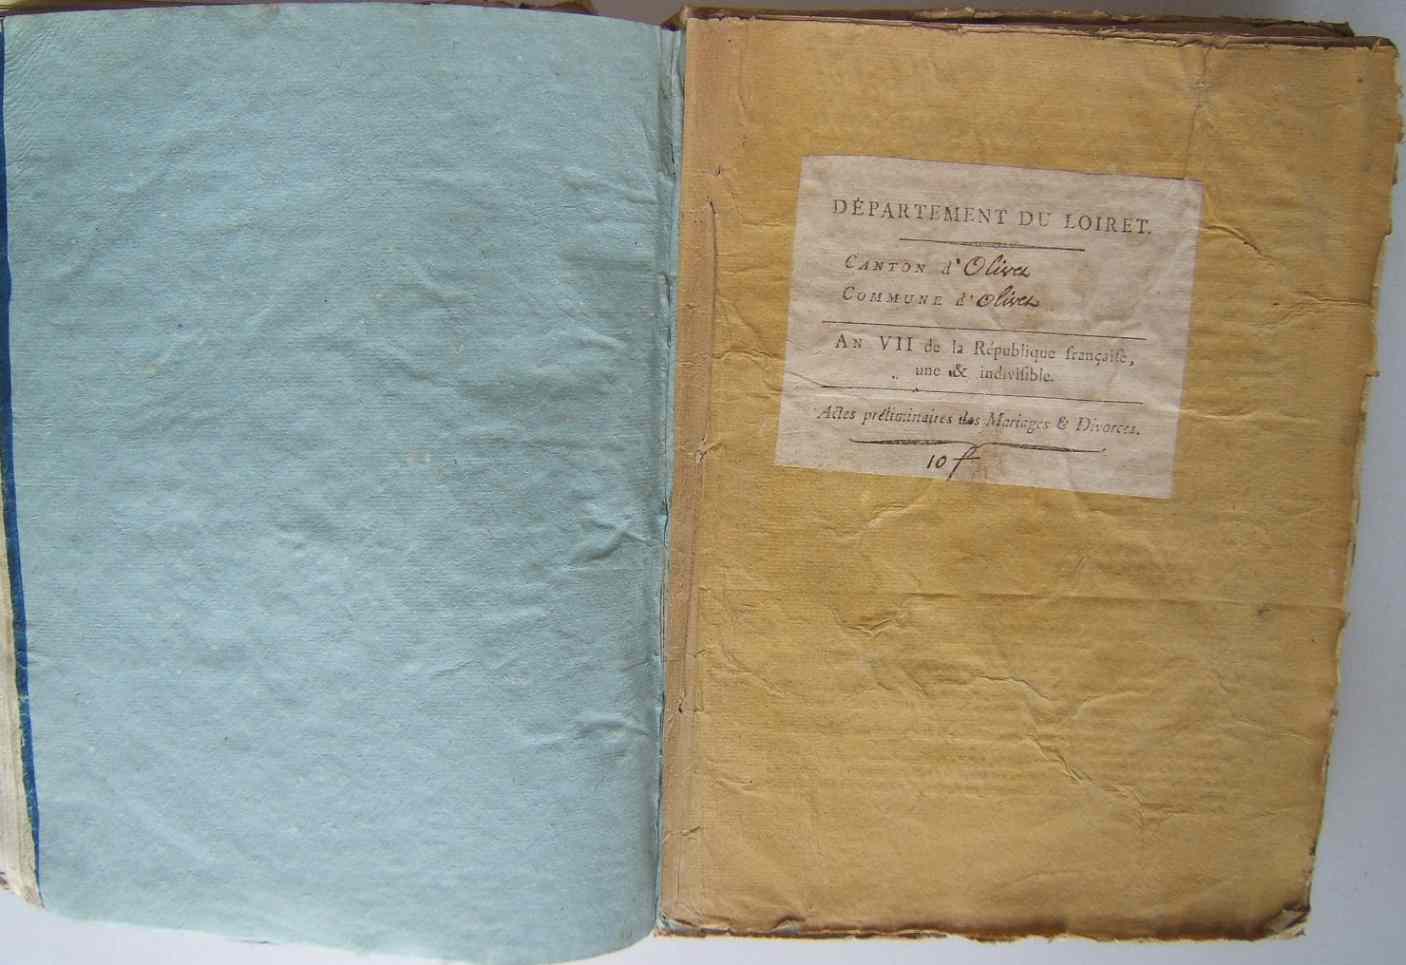 DÉPARTEMENT DU LOIRET.
CANTON d'Olivet
COMMUNE d'Olivet
AN VII de la République françaiſe,
une & indiviſible.
Actes préliminaires des Mariages & Divorces.
10 f